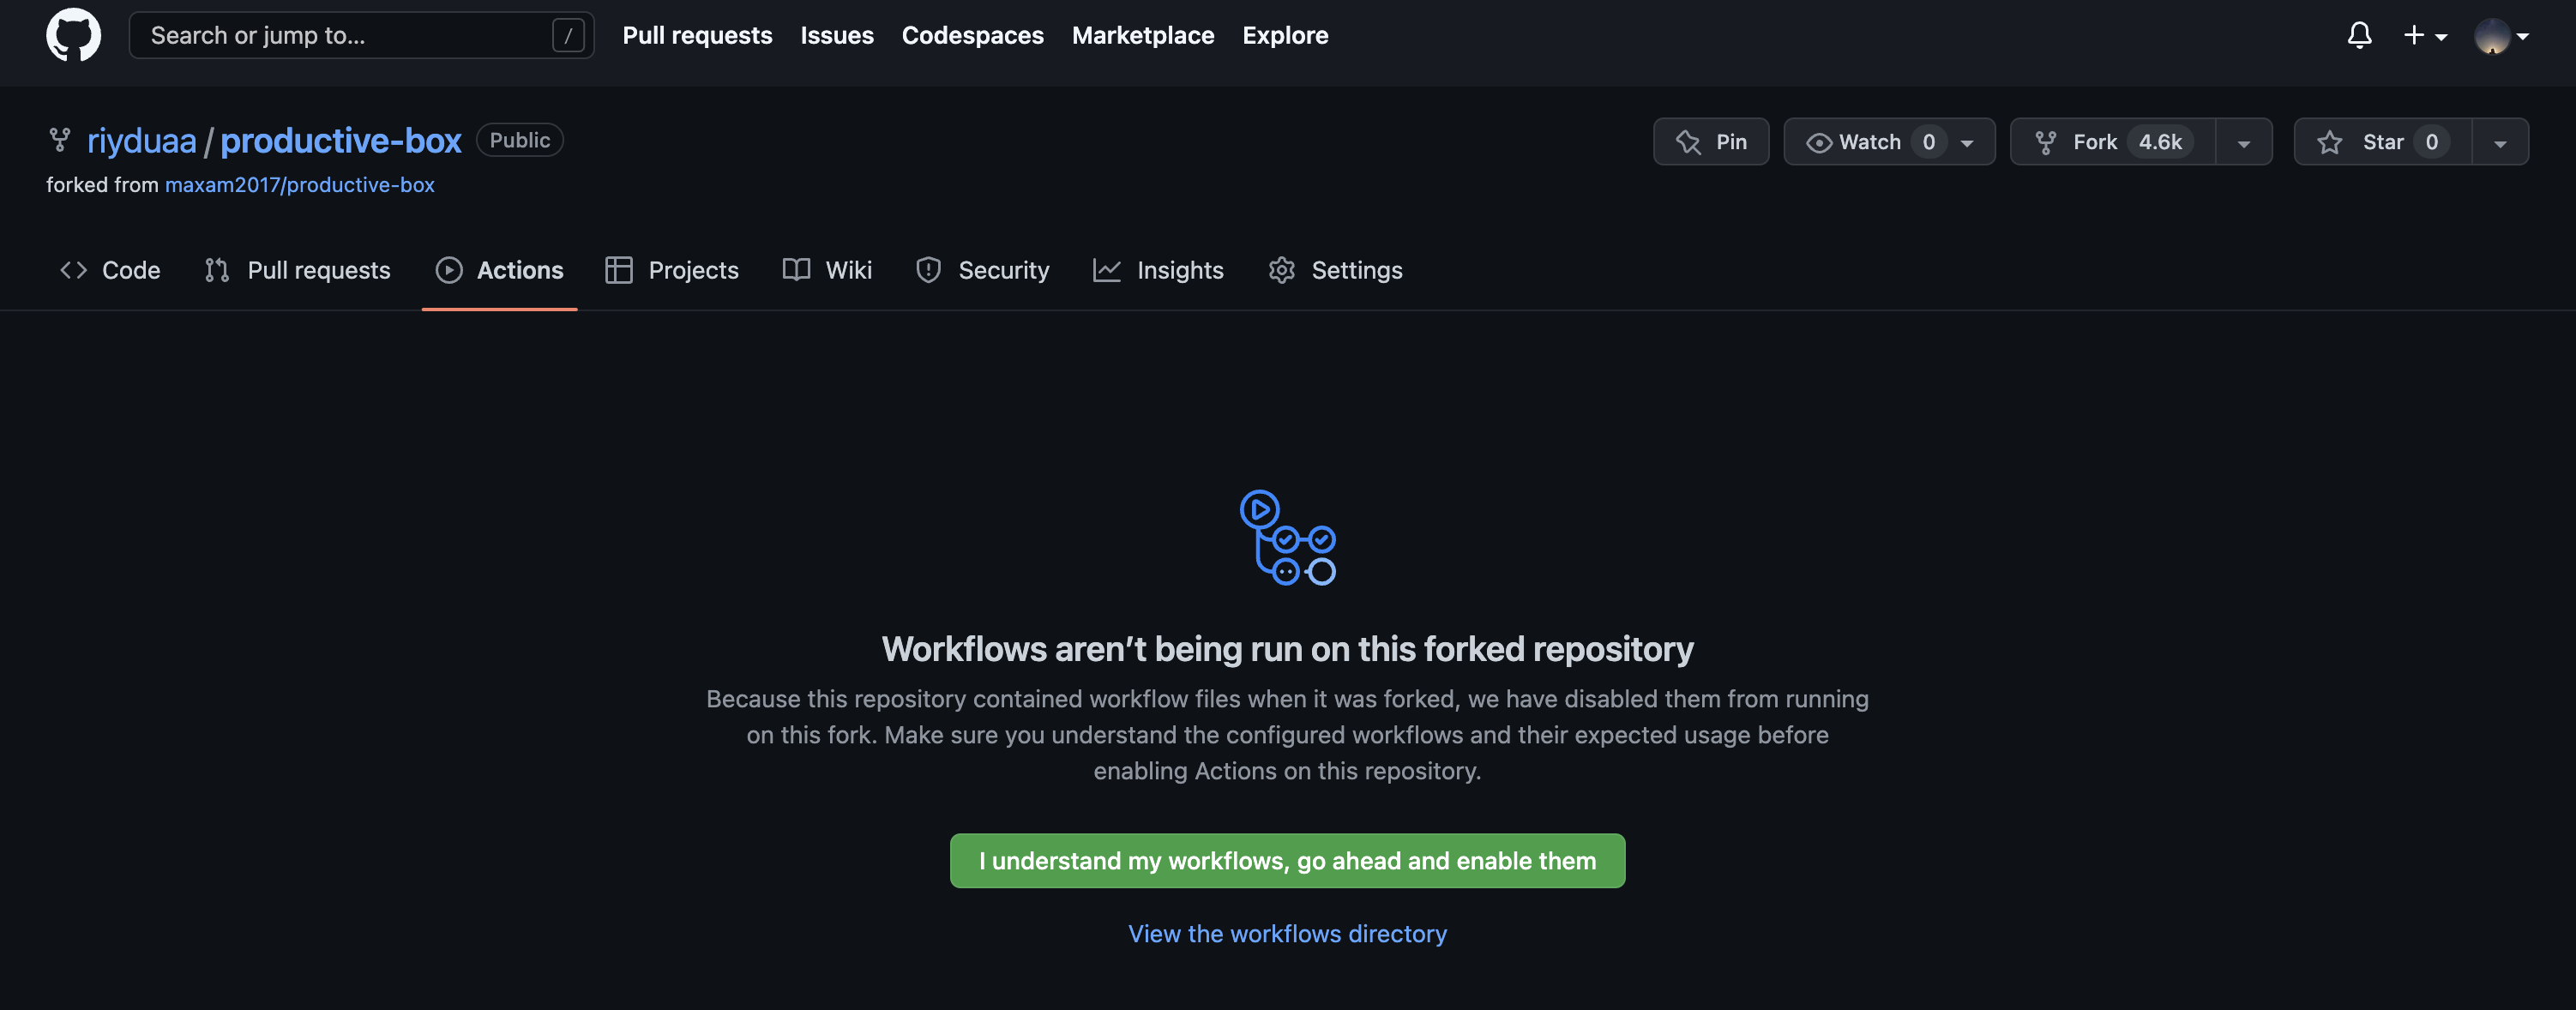 Search or jump to... / Pull requests Issues Codespaces Marketplace Explore
riyduaa / productive-box Public Pin Watch 0 Fork 4.6k Star 0
forked from maxam2017/productive-box
Code Pull requests Actions Projects Wiki Security Insights Settings
Workflows aren’t being run on this forked repository
Because this repository contained workflow files when it was forked, we have disabled them from running
on this fork. Make sure you understand the configured workflows and their expected usage before
enabling Actions on this repository.
I understand my workflows, go ahead and enable them
View the workflows directory